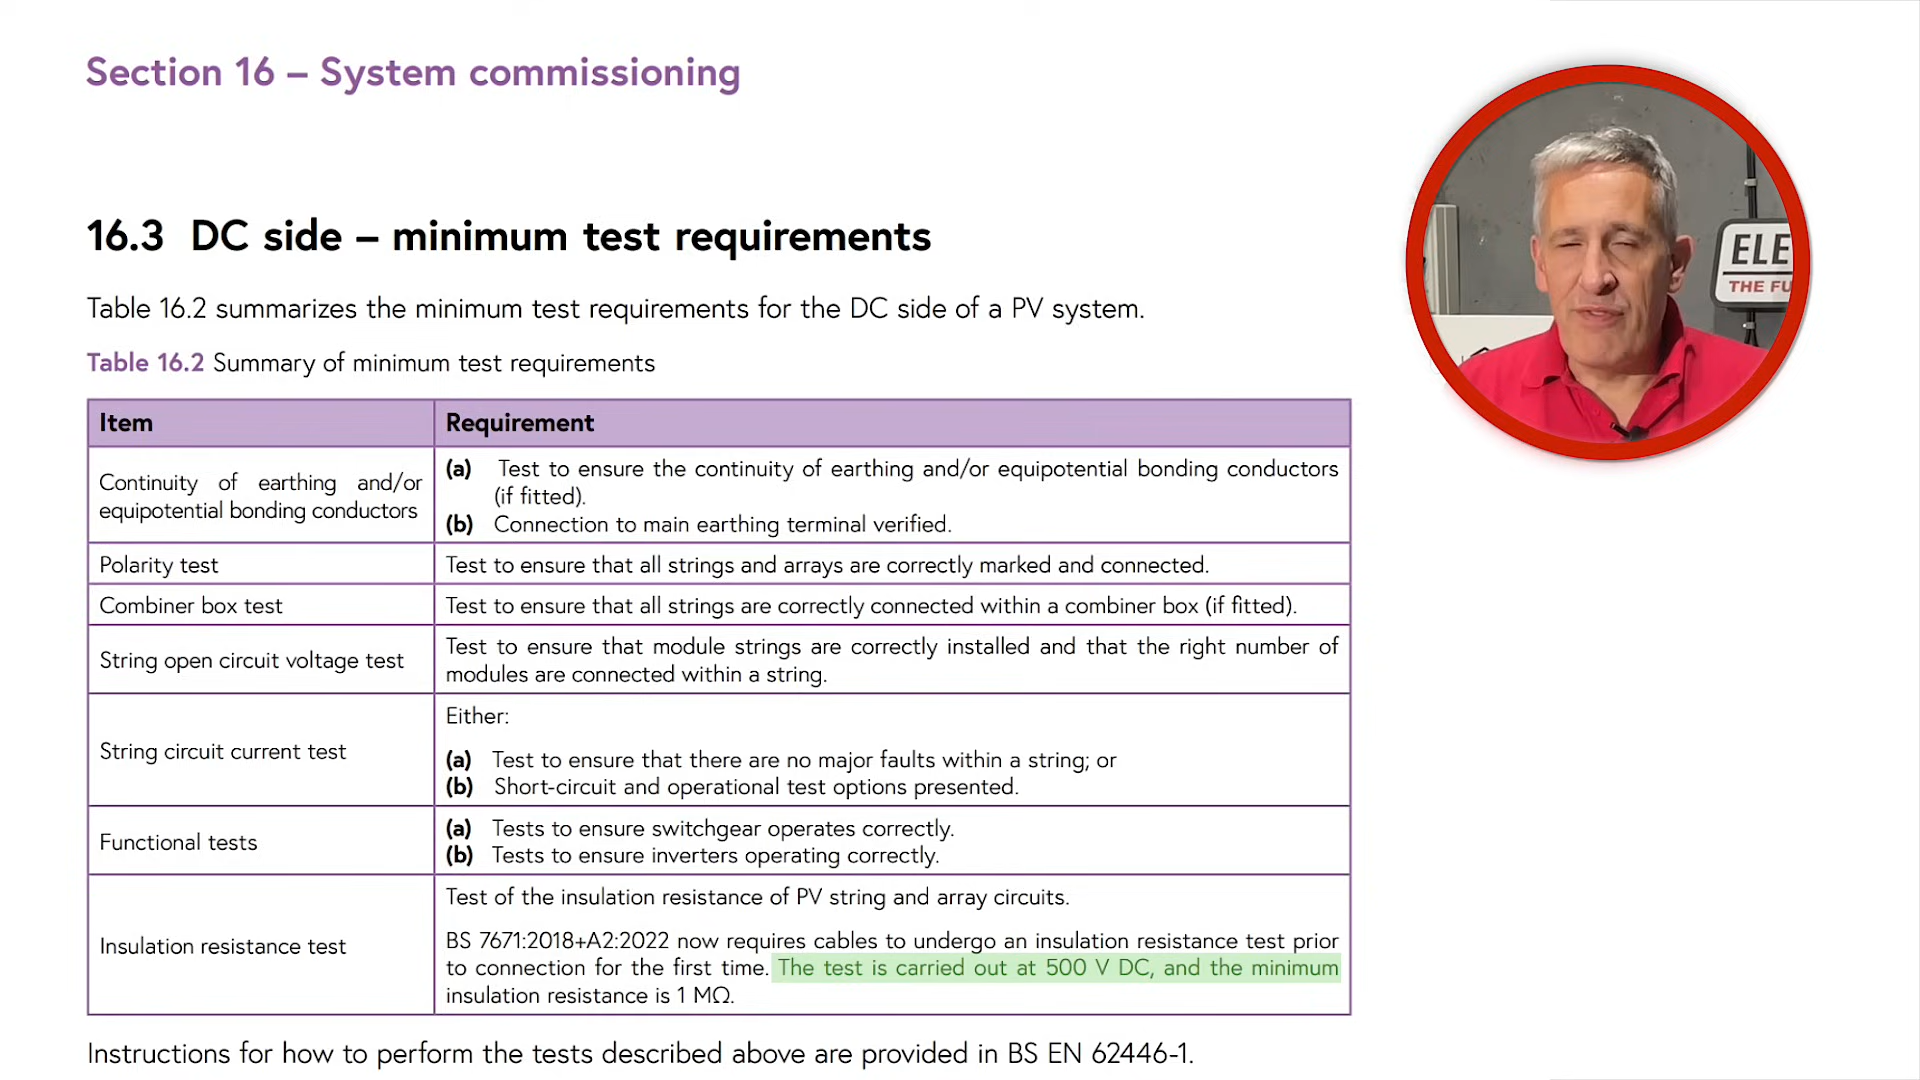 Section 16 – System commissioning
ELE
THE FU
16.3 DC side – minimum test requirements
Table 16.2 summarizes the minimum test requirements for the DC side of a PV system.
Table 16.2 Summary of minimum test requirements
Item
Requirement
Continuity of earthing and/or
equipotential bonding conductors
(a) Test to ensure the continuity of earthing and/or equipotential bonding conductors
(if fitted).
(b) Connection to main earthing terminal verified.
Polarity test
Test to ensure that all strings and arrays are correctly marked and connected.
Combiner box test
Test to ensure that all strings are correctly connected within a combiner box (if fitted).
String open circuit voltage test
Test to ensure that module strings are correctly installed and that the right number of
modules are connected within a string.
String circuit current test
Either:
(a) Test to ensure that there are no major faults within a string; or
(b) Short-circuit and operational test options presented.
Functional tests
(a) Tests to ensure switchgear operates correctly.
(b) Tests to ensure inverters operating correctly.
Insulation resistance test
Test of the insulation resistance of PV string and array circuits.
BS 7671:2018+A2:2022 now requires cables to undergo an insulation resistance test prior
to connection for the first time. The test is carried out at 500 V DC, and the minimum
insulation resistance is 1 MΩ.
Instructions for how to perform the tests described above are provided in BS EN 62446-1.